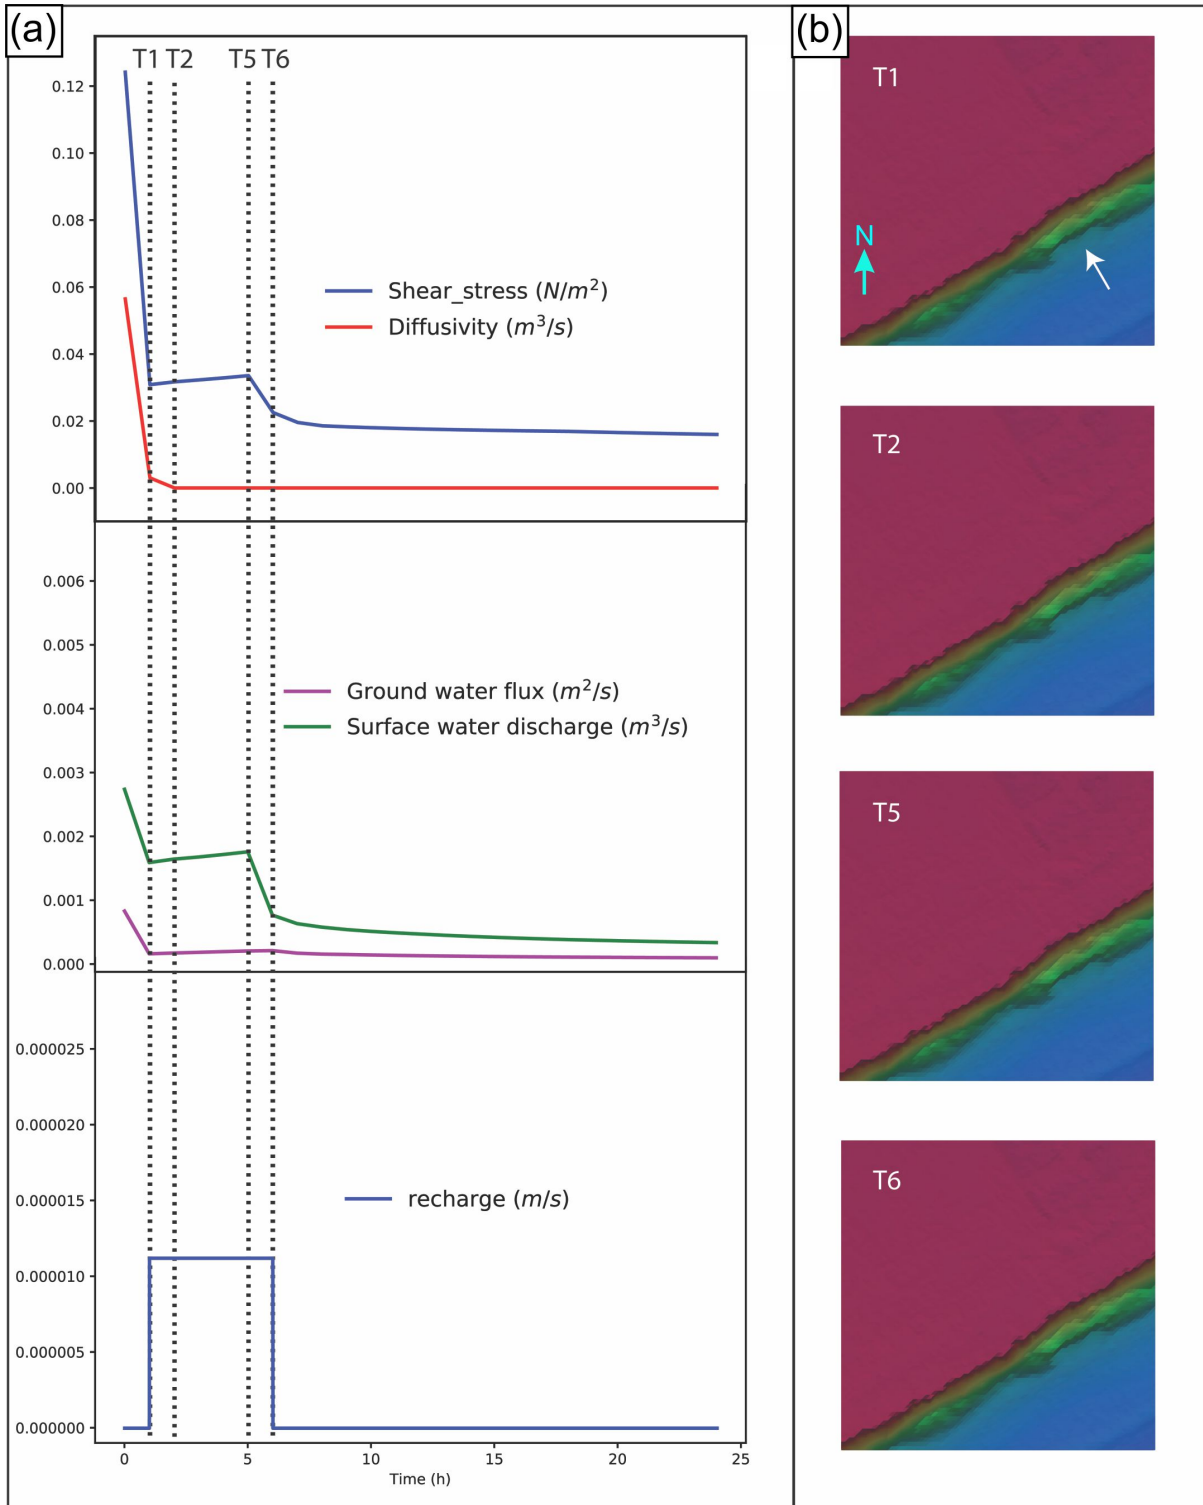 (a)
T1 T2 T5 T6
0.12
0.10
0.08
0.06
0.04
0.02
0.00
Shear_stress (N/m²)
Diffusivity (m³/s)
0.006
0.005
0.004
0.003
0.002
0.001
0.000
Ground water flux (m²/s)
Surface water discharge (m³/s)
0.000025
0.000020
0.000015
0.000010
0.000005
0.000000
recharge (m/s)
0 5 10 15 20 25
Time (h)
(b)
T1
N
T2
T5
T6